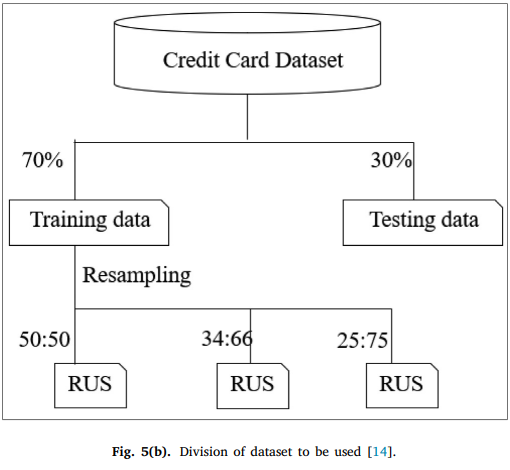 Credit Card Dataset
70%
30%
Training data
Testing data
Resampling
50:50
34:66
25:75
RUS
RUS
RUS
Fig. 5(b). Division of dataset to be used [14].